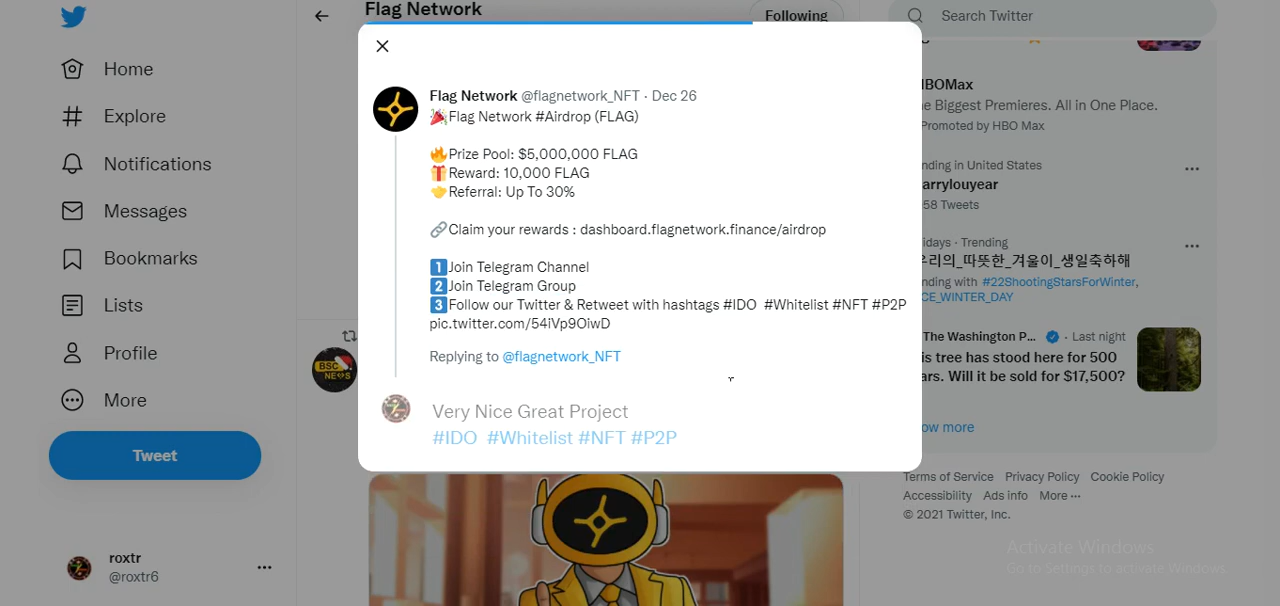 Flag Network
Following
Search Twitter
Home
Explore
Notifications
Messages
Bookmarks
Lists
Profile
More
Tweet
roxtr
@roxtr6
Flag Network @flagnetwork_NFT · Dec 26
Flag Network #Airdrop (FLAG)
Prize Pool: $5,000,000 FLAG
Reward: 10,000 FLAG
Referral: Up To 30%
Claim your rewards : dashboard.flagnetwork.finance/airdrop
1 Join Telegram Channel
2 Join Telegram Group
3 Follow our Twitter & Retweet with hashtags #IDO #Whitelist #NFT #P2P
pic.twitter.com/54iVp9OiwD
Replying to @flagnetwork_NFT
Very Nice Great Project
#IDO #Whitelist #NFT #P2P
BSC NEWS
HBOMax
he Biggest Premieres. All in One Place.
Promoted by HBO Max
nding in United States
arrylouyear
58 Tweets
idays · Trending
우리의_따뜻한_겨울이_생일축하해
nding with #22ShootingStarsForWinter,
CE_WINTER_DAY
The Washington P... · Last night
is tree has stood here for 500
ars. Will it be sold for $17,500?
ow more
Terms of Service Privacy Policy Cookie Policy
Accessibility Ads info More ···
© 2021 Twitter, Inc.
Activate Windows
Go to Settings to activate Windows.